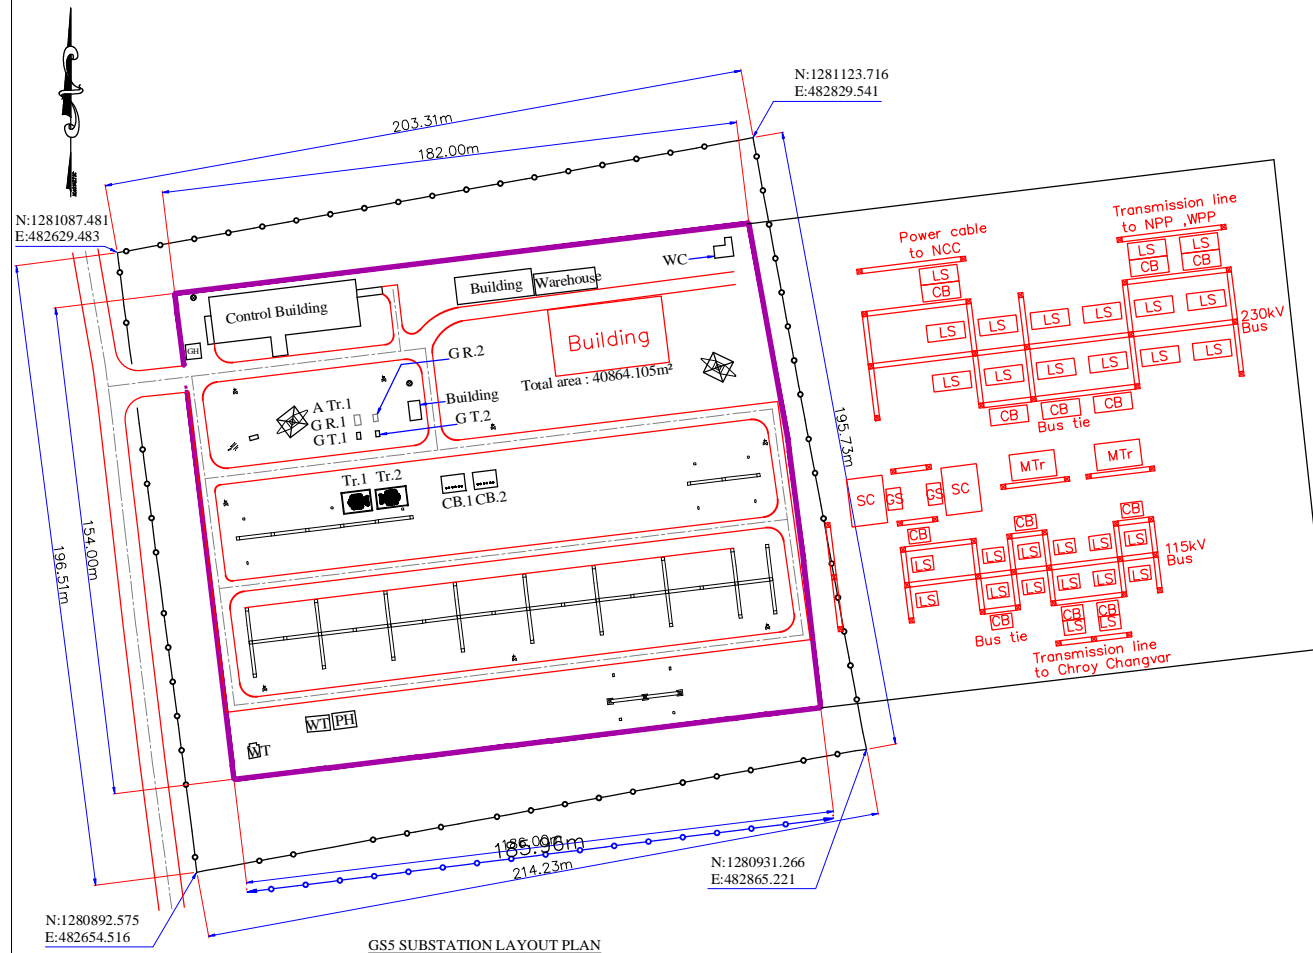 N:1281123.716
E:482829.541
203.31m
182.00m
N:1281087.481
E:482629.483
Transmission line
to NPP ,WPP
Power cable
to NCC
LS
LS
CB
CB
LS
CB
LS
LS
LS
LS
LS
LS
230kV
Bus
LS
LS
LS
LS
LS
LS
CB
CB
CB
Bus tie
WC
Building
Warehouse
Control Building
GH
Building
G R.2
Total area : 40864.105m²
Building
A Tr.1
G R.1
G T.1
G T.2
195.73m
Tr.1
Tr.2
CB.1
CB.2
MTr
MTr
SC
GS
GS
SC
CB
CB
CB
LS
LS
LS
LS
LS
LS
115kV
Bus
LS
LS
LS
LS
LS
LS
CB
CB
CB
LS
LS
Bus tie
Transmission line
to Chroy Changvar
154.00m
196.51m
WT
PH
WT
186.00m
185.96m
214.23m
N:1280931.266
E:482865.221
N:1280892.575
E:482654.516
GS5 SUBSTATION LAYOUT PLAN